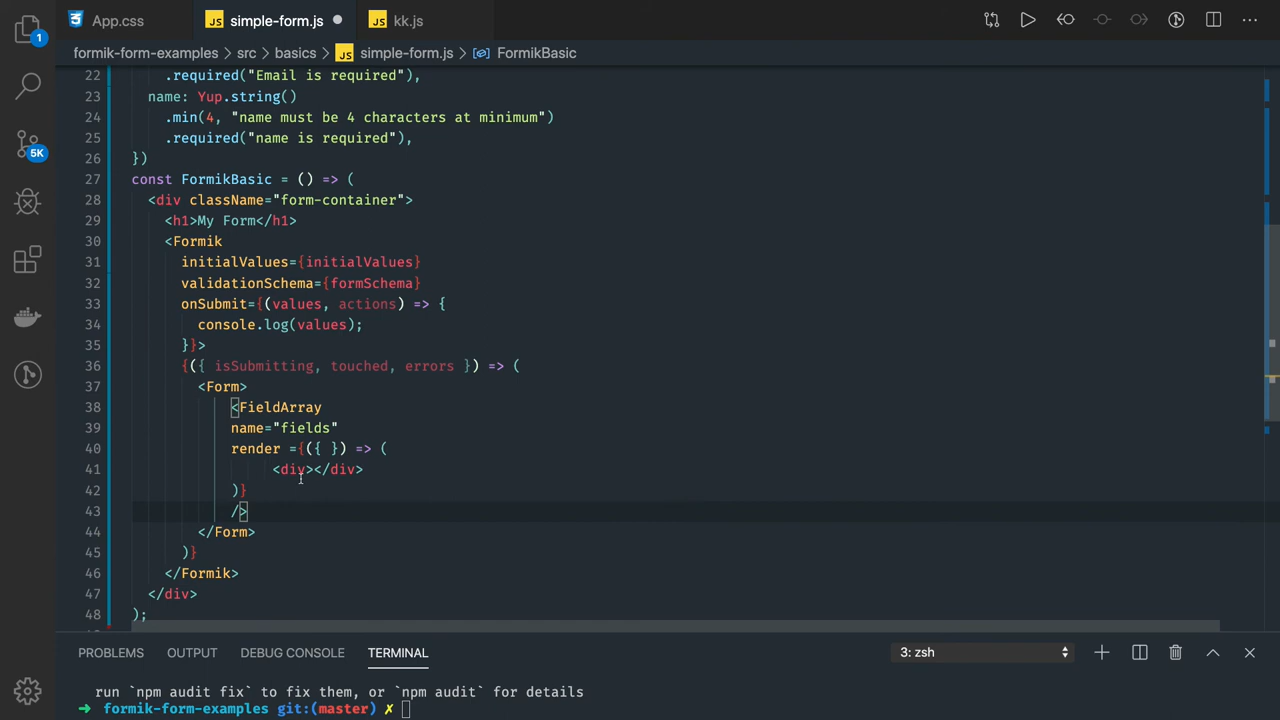 1
App.css
JS simple-form.js
JS kk.js
formik-form-examples > src > basics > JS simple-form.js > FormikBasic
5K
22 .required("Email is required"),
23 name: Yup.string()
24 .min(4, "name must be 4 characters at minimum")
25 .required("name is required"),
26 })
27 const FormikBasic = () => (
28 <div className="form-container">
29 <h1>My Form</h1>
30 <Formik
31 initialValues={initialValues}
32 validationSchema={formSchema}
33 onSubmit={(values, actions) => {
34 console.log(values);
35 }}>
36 {({ isSubmitting, touched, errors }) => (
37 <Form>
38 <FieldArray
39 name="fields"
40 render ={({ }) => (
41 <div></div>
42 )}
43 />
44 </Form>
45 )}
46 </Formik>
47 </div>
48 );
PROBLEMS OUTPUT DEBUG CONSOLE TERMINAL 3: zsh
run `npm audit fix` to fix them, or `npm audit` for details
➜ formik-form-examples git:(master) ✗